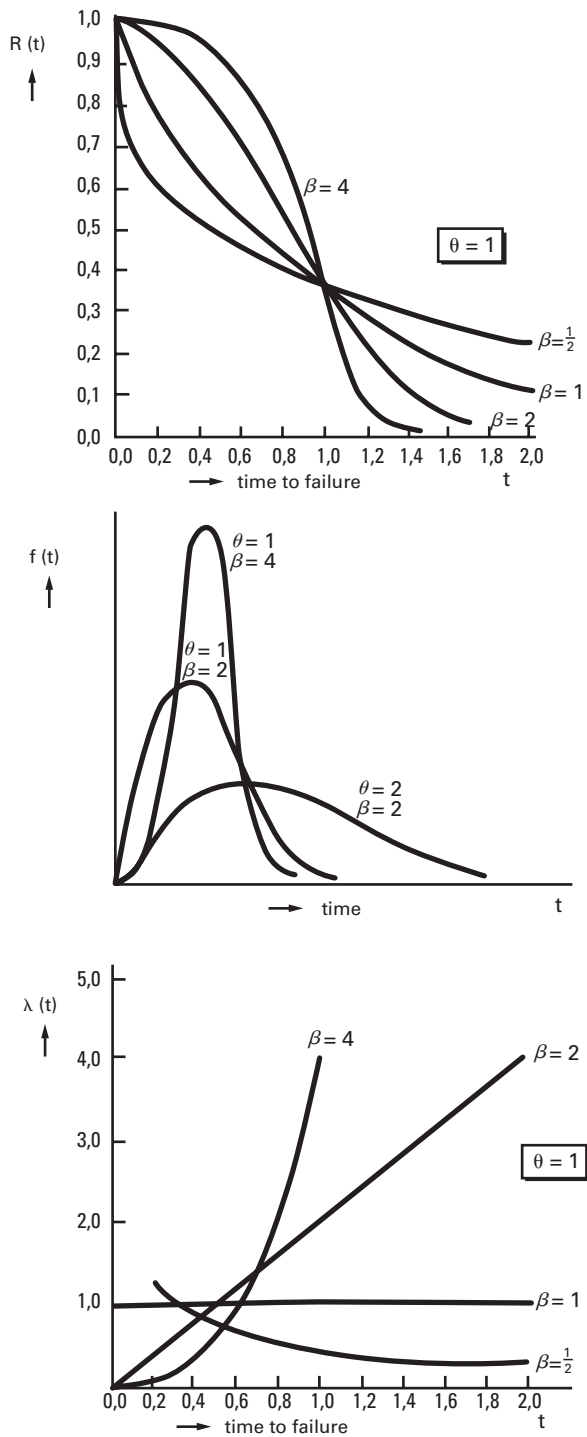 1,0
R (t)
0,9
0,8
0,7
0,6
β= 4
0,5
θ = 1
0,4
0,3
β=1/2
0,2
β= 1
0,1
β= 2
0,0
0,0 0,2 0,4 0,6 0,8 1,0 1,2 1,4 1,6 1,8 2,0
time to failure t
f (t)
θ= 1
β= 4
θ= 1
β= 2
θ= 2
β= 2
time t
5,0
λ (t)
β= 4
β= 2
4,0
3,0
θ = 1
2,0
1,0
β= 1
β=1/2
0,0 0,2 0,4 0,6 0,8 1,0 1,2 1,4 1,6 1,8 2,0
time to failure t